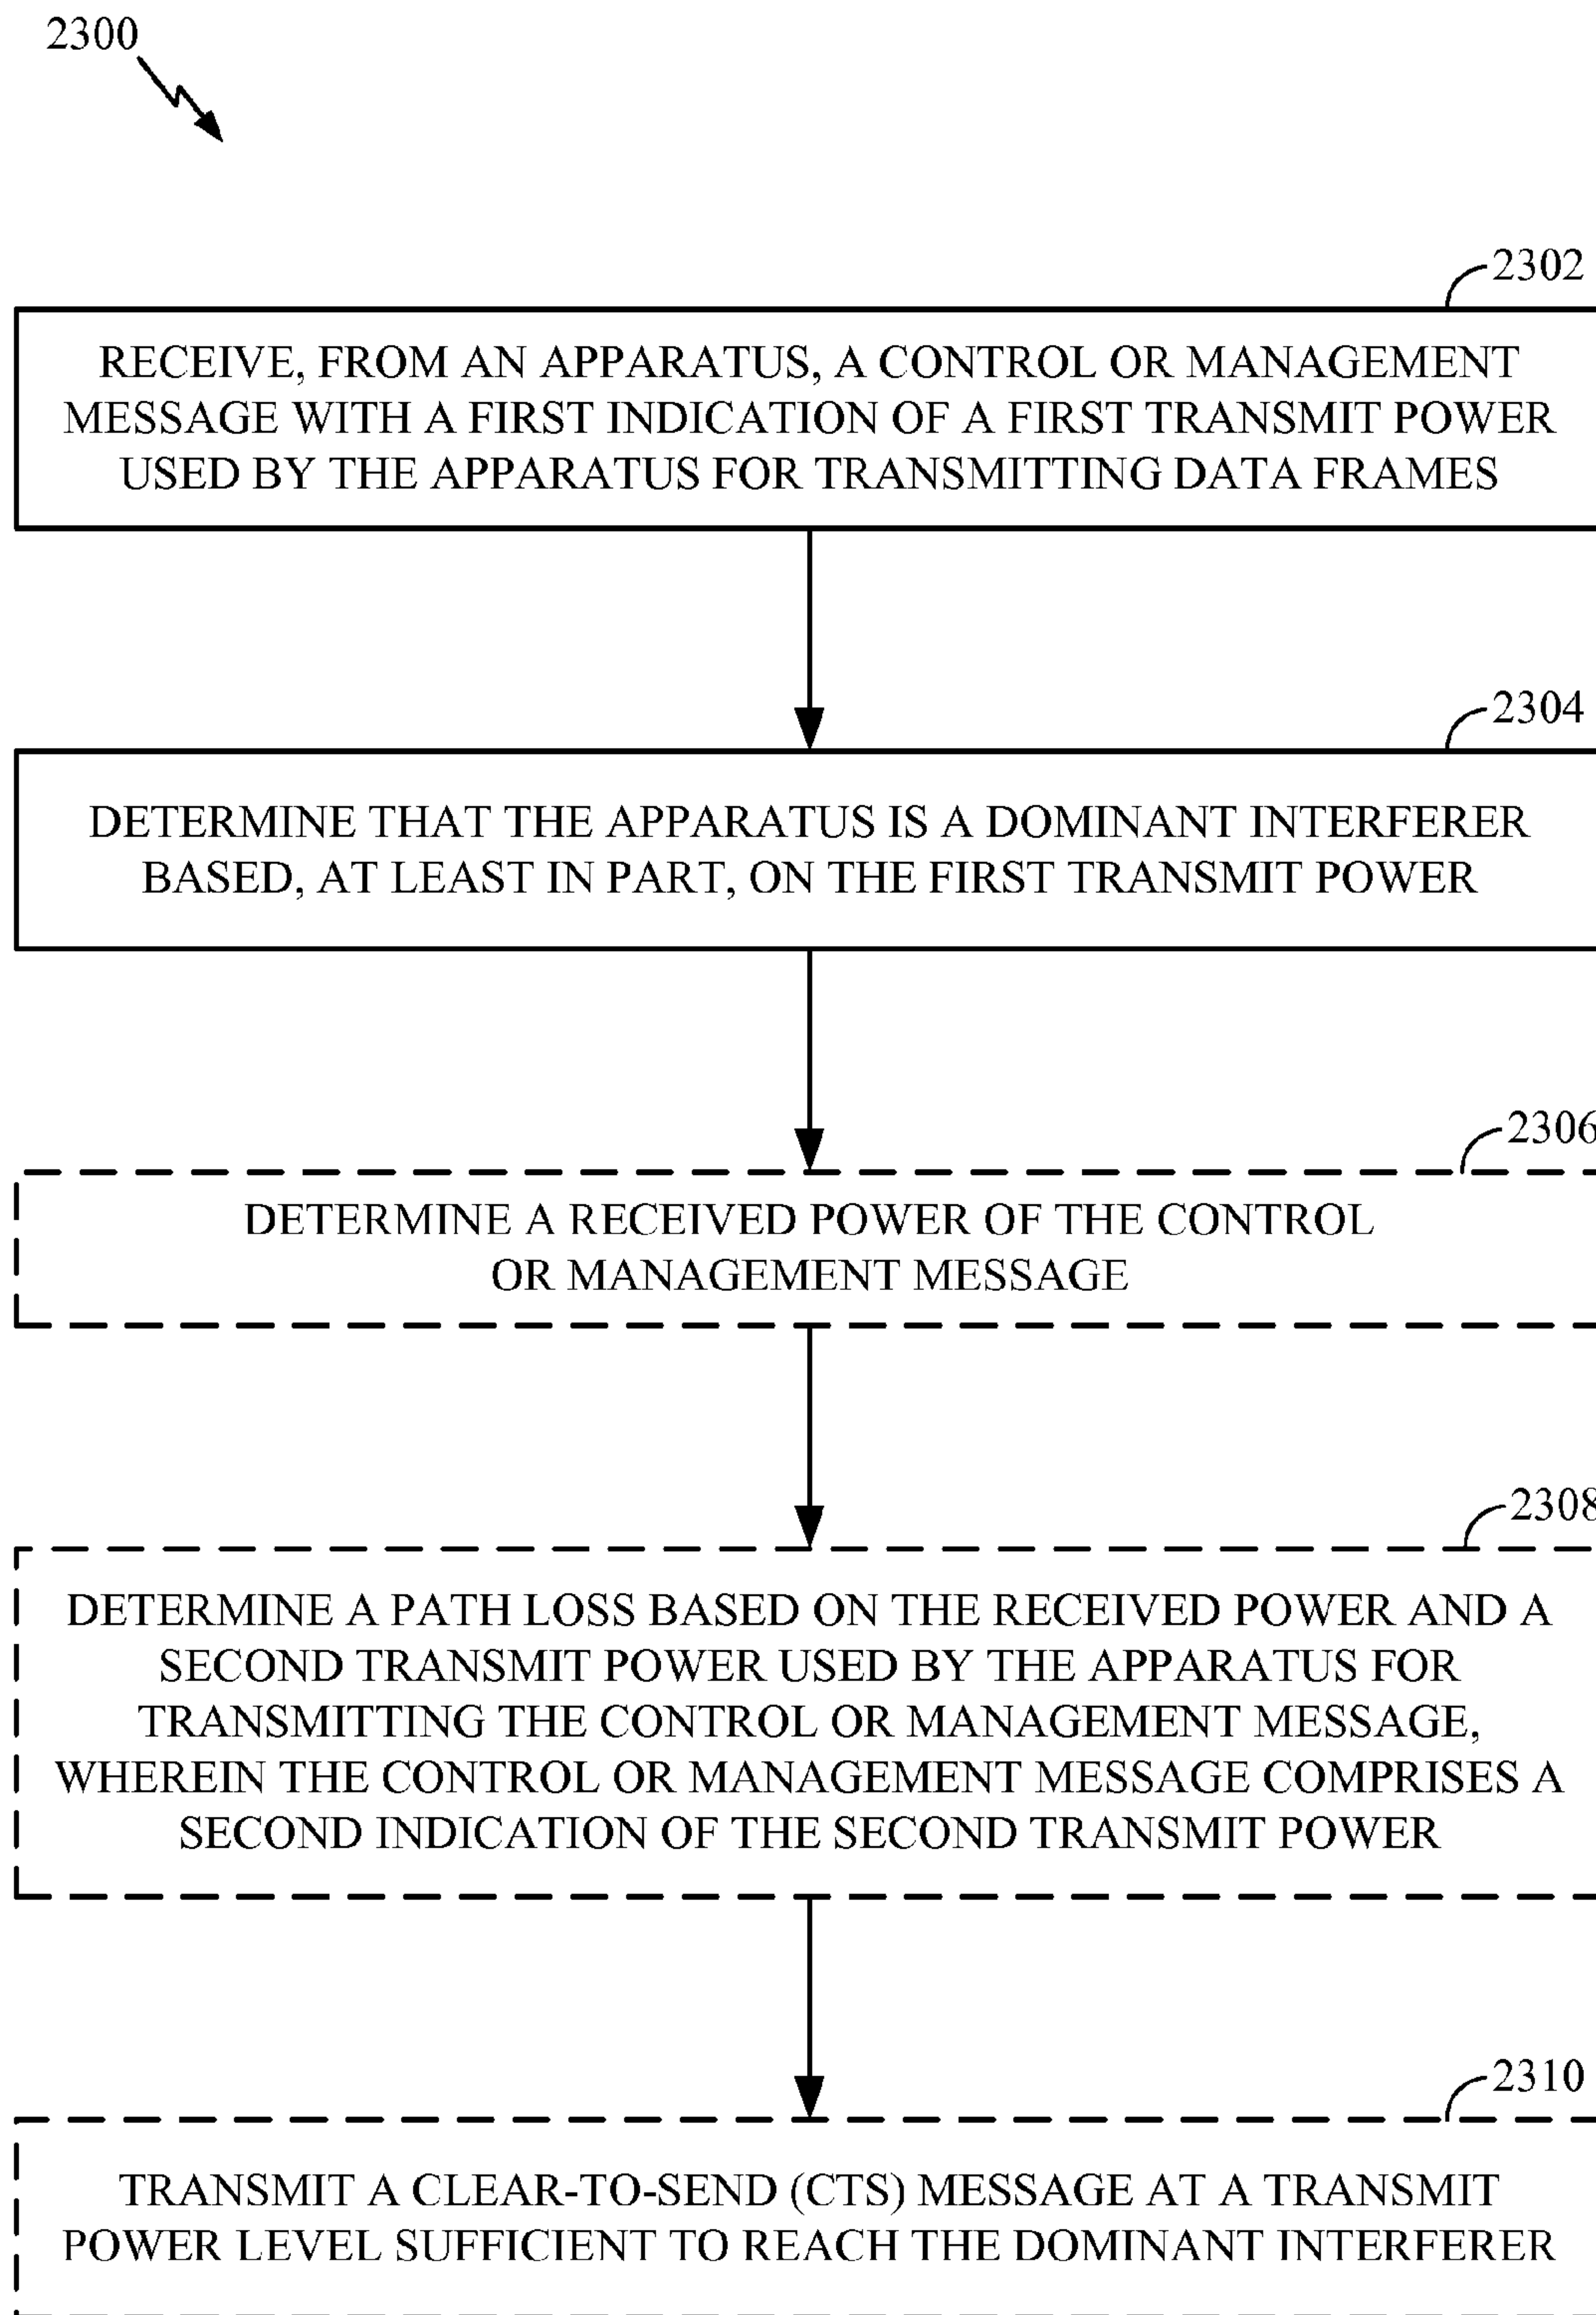 2300
2302
RECEIVE, FROM AN APPARATUS, A CONTROL OR MANAGEMENT
MESSAGE WITH A FIRST INDICATION OF A FIRST TRANSMIT POWER
USED BY THE APPARATUS FOR TRANSMITTING DATA FRAMES
2304
DETERMINE THAT THE APPARATUS IS A DOMINANT INTERFERER
BASED, AT LEAST IN PART, ON THE FIRST TRANSMIT POWER
2306
DETERMINE A RECEIVED POWER OF THE CONTROL
OR MANAGEMENT MESSAGE
2308
DETERMINE A PATH LOSS BASED ON THE RECEIVED POWER AND A
SECOND TRANSMIT POWER USED BY THE APPARATUS FOR
TRANSMITTING THE CONTROL OR MANAGEMENT MESSAGE,
WHEREIN THE CONTROL OR MANAGEMENT MESSAGE COMPRISES A
SECOND INDICATION OF THE SECOND TRANSMIT POWER
2310
TRANSMIT A CLEAR-TO-SEND (CTS) MESSAGE AT A TRANSMIT
POWER LEVEL SUFFICIENT TO REACH THE DOMINANT INTERFERER